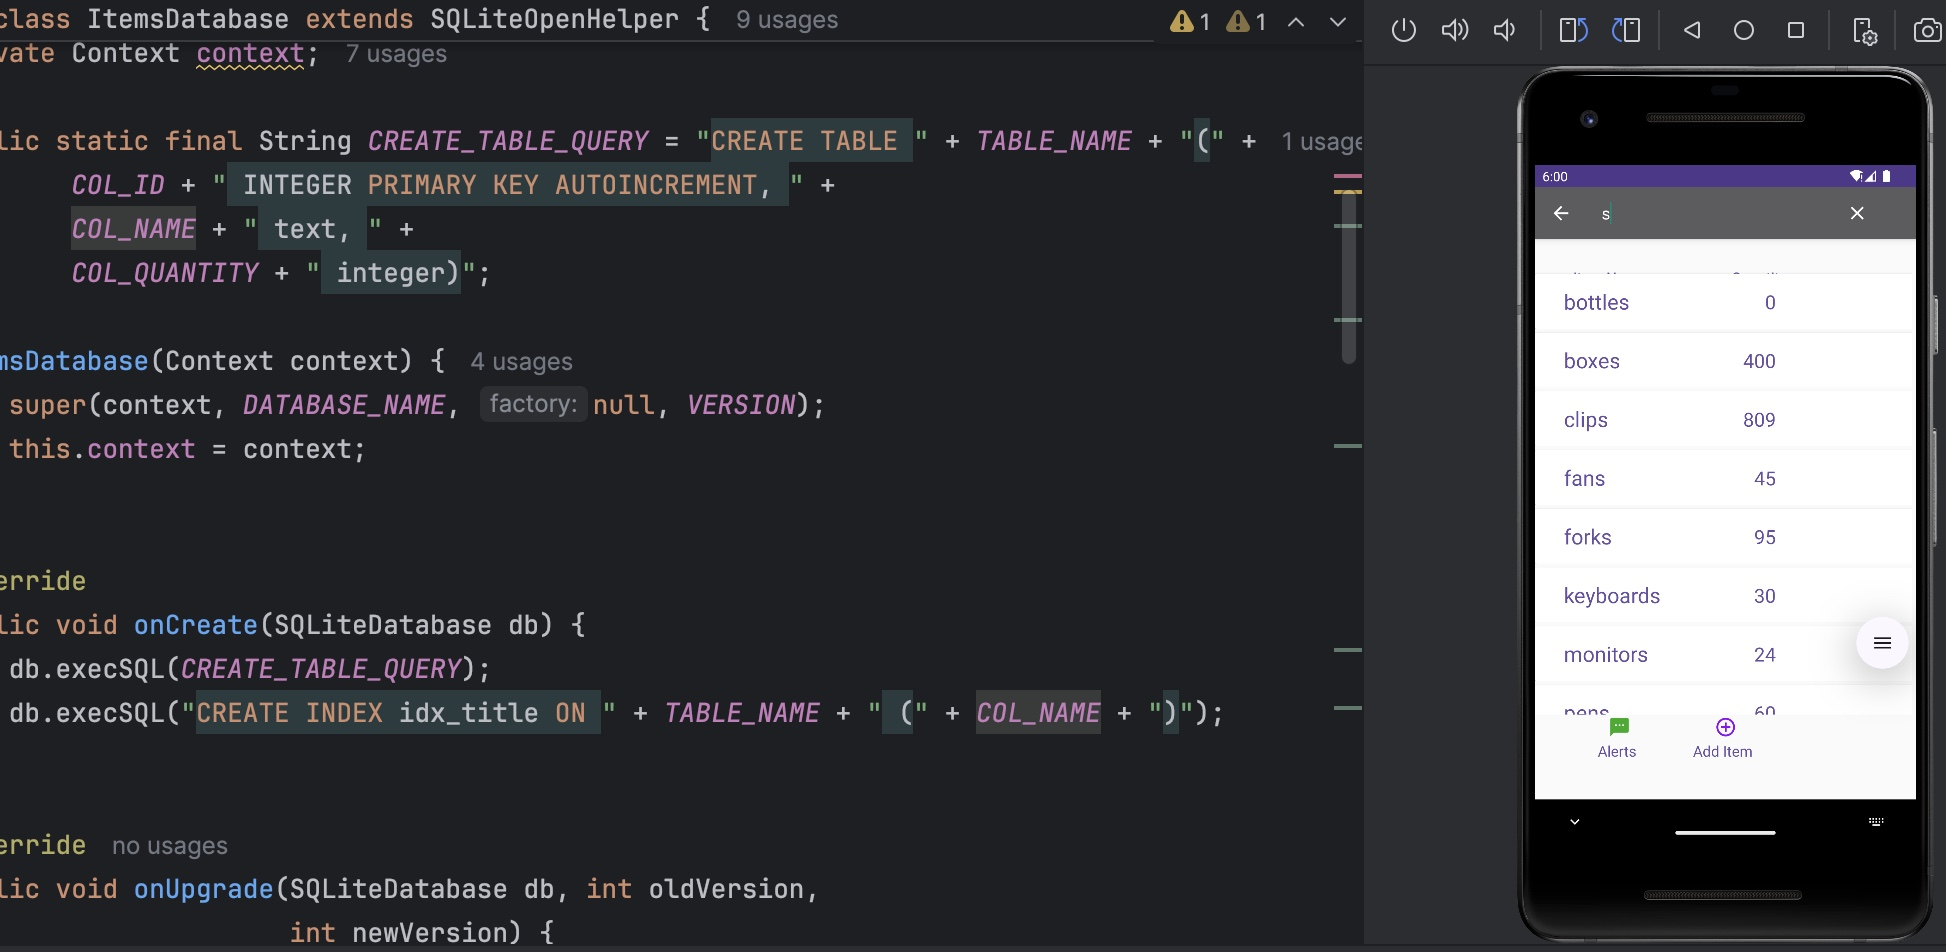 class ItemsDatabase extends SQLiteOpenHelper { 9 usages
1 1
vate Context context; 7 usages
lic static final String CREATE_TABLE_QUERY = "CREATE TABLE " + TABLE_NAME + "(" + 1 usage
COL_ID + " INTEGER PRIMARY KEY AUTOINCREMENT, " +
COL_NAME + " text, " +
COL_QUANTITY + " integer)";
msDatabase(Context context) { 4 usages
super(context, DATABASE_NAME, factory: null, VERSION);
this.context = context;
erride
lic void onCreate(SQLiteDatabase db) {
db.execSQL(CREATE_TABLE_QUERY);
db.execSQL("CREATE INDEX idx_title ON " + TABLE_NAME + " (" + COL_NAME + ")");
erride no usages
lic void onUpgrade(SQLiteDatabase db, int oldVersion,
int newVersion) {
6:00
s
bottles 0
boxes 400
clips 809
fans 45
forks 95
keyboards 30
monitors 24
pens 60
Alerts Add Item